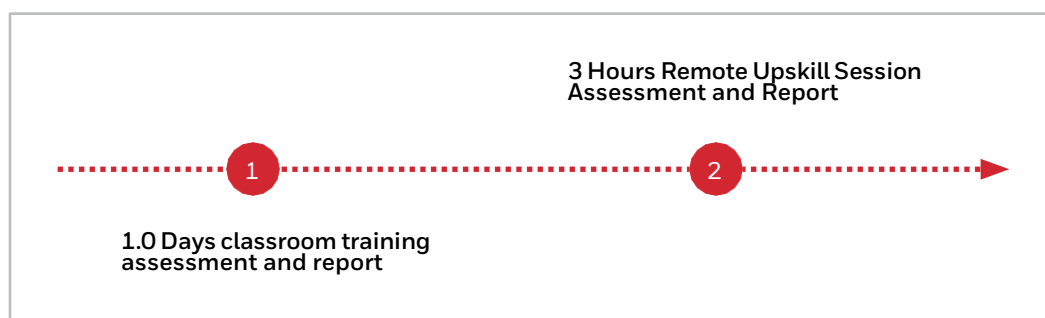 3 Hours Remote Upskill Session
Assessment and Report
1
2
1.0 Days classroom training
assessment and report